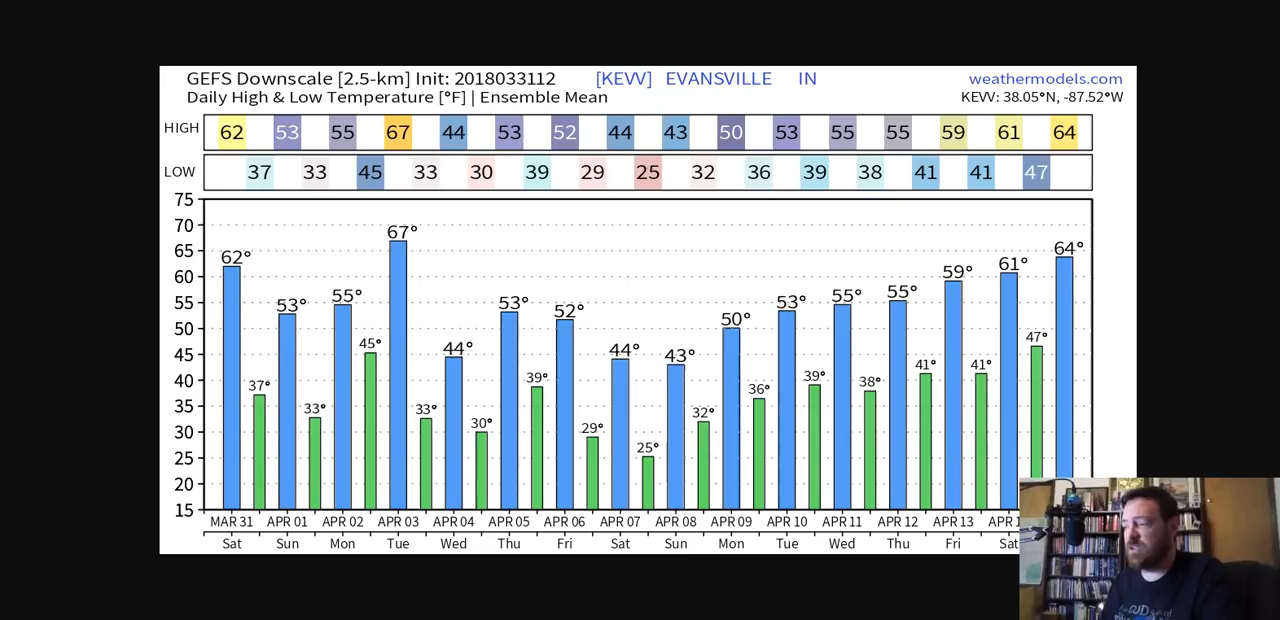 GEFS Downscale [2.5-km] Init: 2018033112 [KEVV] EVANSVILLE IN weathermodels.com
Daily High & Low Temperature [°F] | Ensemble Mean KEVV: 38.05°N, -87.52°W
HIGH 62 53 55 67 44 53 52 44 43 50 53 55 55 59 61 64
LOW 37 33 45 33 30 39 29 25 32 36 39 38 41 41 47
75
70
65
60
55
50
45
40
35
30
25
20
15
62° 53° 55° 67° 44° 53° 52° 44° 43° 50° 53° 55° 55° 59° 61° 64°
37° 33° 45° 33° 30° 39° 29° 25° 32° 36° 39° 38° 41° 41° 47°
MAR 31 APR 01 APR 02 APR 03 APR 04 APR 05 APR 06 APR 07 APR 08 APR 09 APR 10 APR 11 APR 12 APR 13 APR 1
Sat Sun Mon Tue Wed Thu Fri Sat Sun Mon Tue Wed Thu Fri Sat